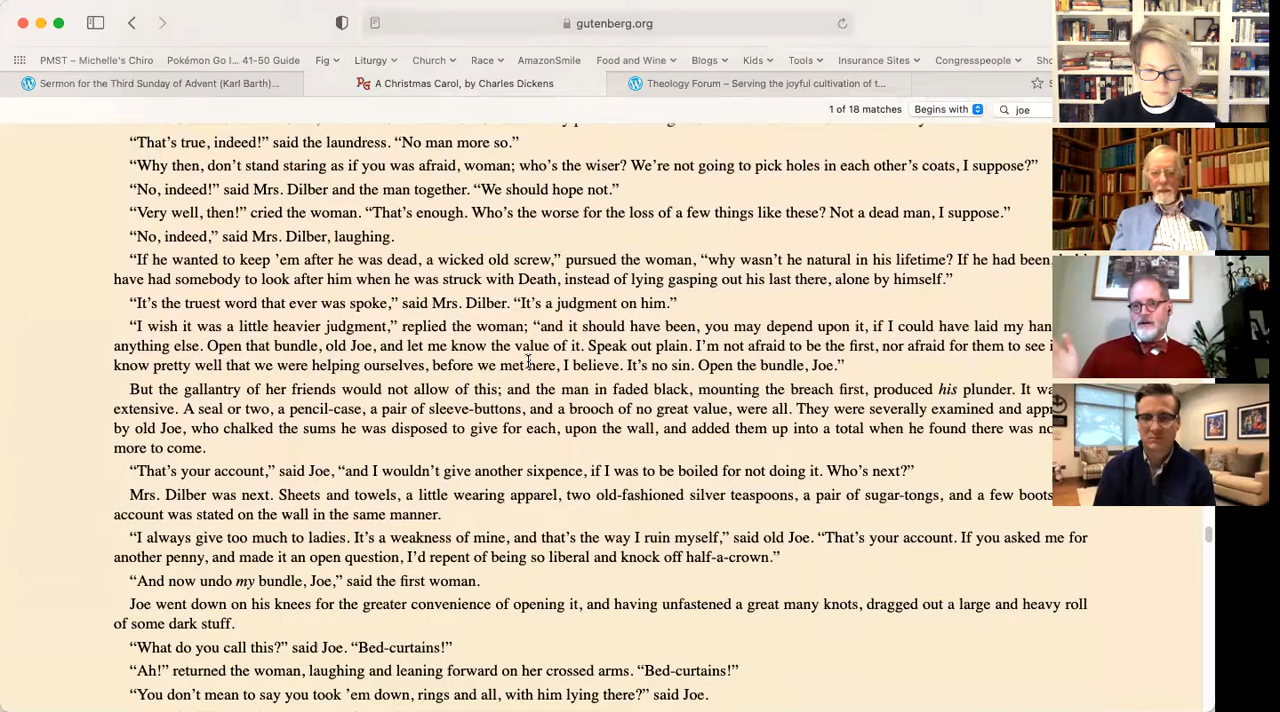 gutenberg.org
PMST – Michelle's Chiro Pokémon Go I... 41-50 Guide Fig Liturgy Church Race AmazonSmile Food and Wine Blogs Kids Tools Insurance Sites Congresspeople Sho
Sermon for the Third Sunday of Advent (Karl Barth)... A Christmas Carol, by Charles Dickens Theology Forum – Serving the joyful cultivation of t... S
1 of 18 matches Begins with joe
“That’s true, indeed!” said the laundress. “No man more so.”
“Why then, don’t stand staring as if you was afraid, woman; who’s the wiser? We’re not going to pick holes in each other’s coats, I suppose?”
“No, indeed!” said Mrs. Dilber and the man together. “We should hope not.”
“Very well, then!” cried the woman. “That’s enough. Who’s the worse for the loss of a few things like these? Not a dead man, I suppose.”
“No, indeed,” said Mrs. Dilber, laughing.
“If he wanted to keep ’em after he was dead, a wicked old screw,” pursued the woman, “why wasn’t he natural in his lifetime? If he had been,
have had somebody to look after him when he was struck with Death, instead of lying gasping out his last there, alone by himself.”
“It’s the truest word that ever was spoke,” said Mrs. Dilber. “It’s a judgment on him.”
“I wish it was a little heavier judgment,” replied the woman; “and it should have been, you may depend upon it, if I could have laid my han
anything else. Open that bundle, old Joe, and let me know the value of it. Speak out plain. I’m not afraid to be the first, nor afraid for them to see i
know pretty well that we were helping ourselves, before we met here, I believe. It’s no sin. Open the bundle, Joe.”
But the gallantry of her friends would not allow of this; and the man in faded black, mounting the breach first, produced his plunder. It wa
extensive. A seal or two, a pencil-case, a pair of sleeve-buttons, and a brooch of no great value, were all. They were severally examined and appr
by old Joe, who chalked the sums he was disposed to give for each, upon the wall, and added them up into a total when he found there was no
more to come.
“That’s your account,” said Joe, “and I wouldn’t give another sixpence, if I was to be boiled for not doing it. Who’s next?”
Mrs. Dilber was next. Sheets and towels, a little wearing apparel, two old-fashioned silver teaspoons, a pair of sugar-tongs, and a few boots
account was stated on the wall in the same manner.
“I always give too much to ladies. It’s a weakness of mine, and that’s the way I ruin myself,” said old Joe. “That’s your account. If you asked me for
another penny, and made it an open question, I’d repent of being so liberal and knock off half-a-crown.”
“And now undo my bundle, Joe,” said the first woman.
Joe went down on his knees for the greater convenience of opening it, and having unfastened a great many knots, dragged out a large and heavy roll
of some dark stuff.
“What do you call this?” said Joe. “Bed-curtains!”
“Ah!” returned the woman, laughing and leaning forward on her crossed arms. “Bed-curtains!”
“You don’t mean to say you took ’em down, rings and all, with him lying there?” said Joe.